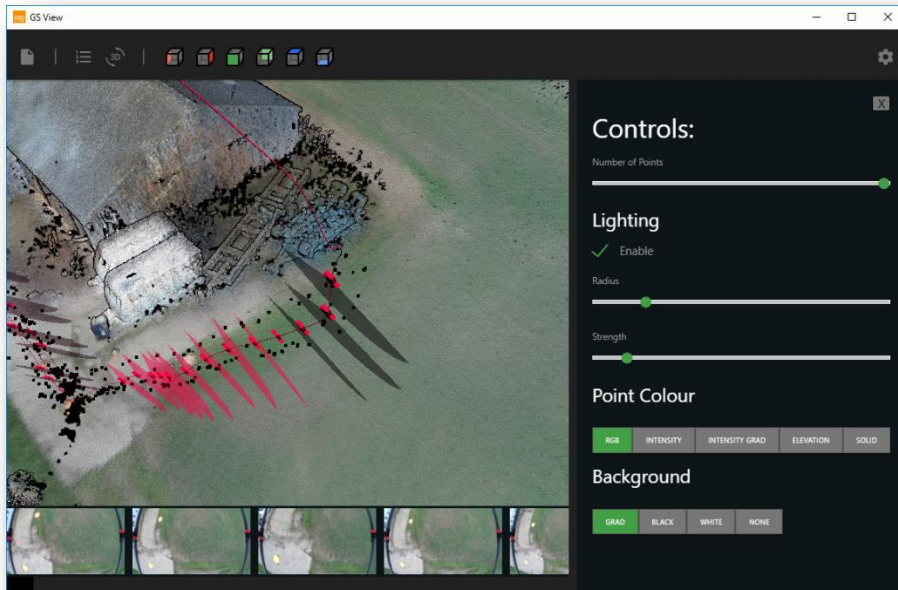 GS View
3D
X
Controls:
Number of Points
Lighting
Enable
Radius
Strength
Point Colour
RGB INTENSITY INTENSITY GRAD ELEVATION SOLID
Background
GRAD BLACK WHITE NONE